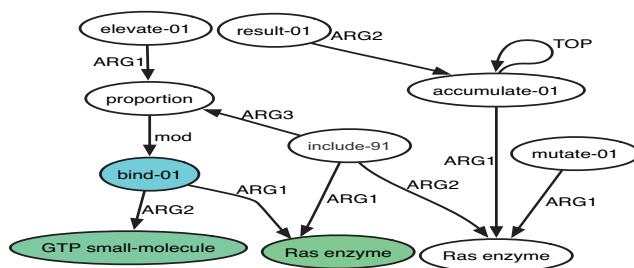 elevate-01
result-01
TOP
ARG2
ARG1
proportion
accumulate-01
ARG3
mod
include-91
mutate-01
bind-01
ARG1
ARG1
ARG2
ARG1
ARG2
ARG1
GTP small-molecule
Ras enzyme
Ras enzyme